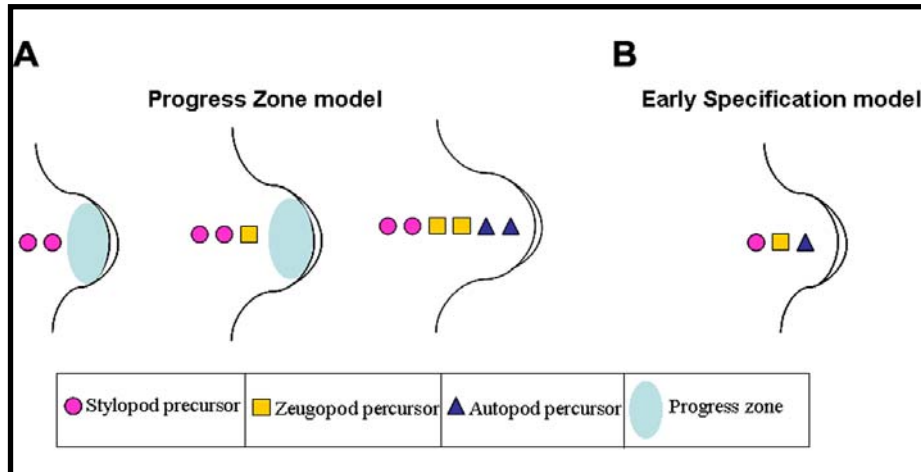 A
B
Progress Zone model
Early Specification model
Stylopod precursor
Zeugopod percursor
Autopod percursor
Progress zone